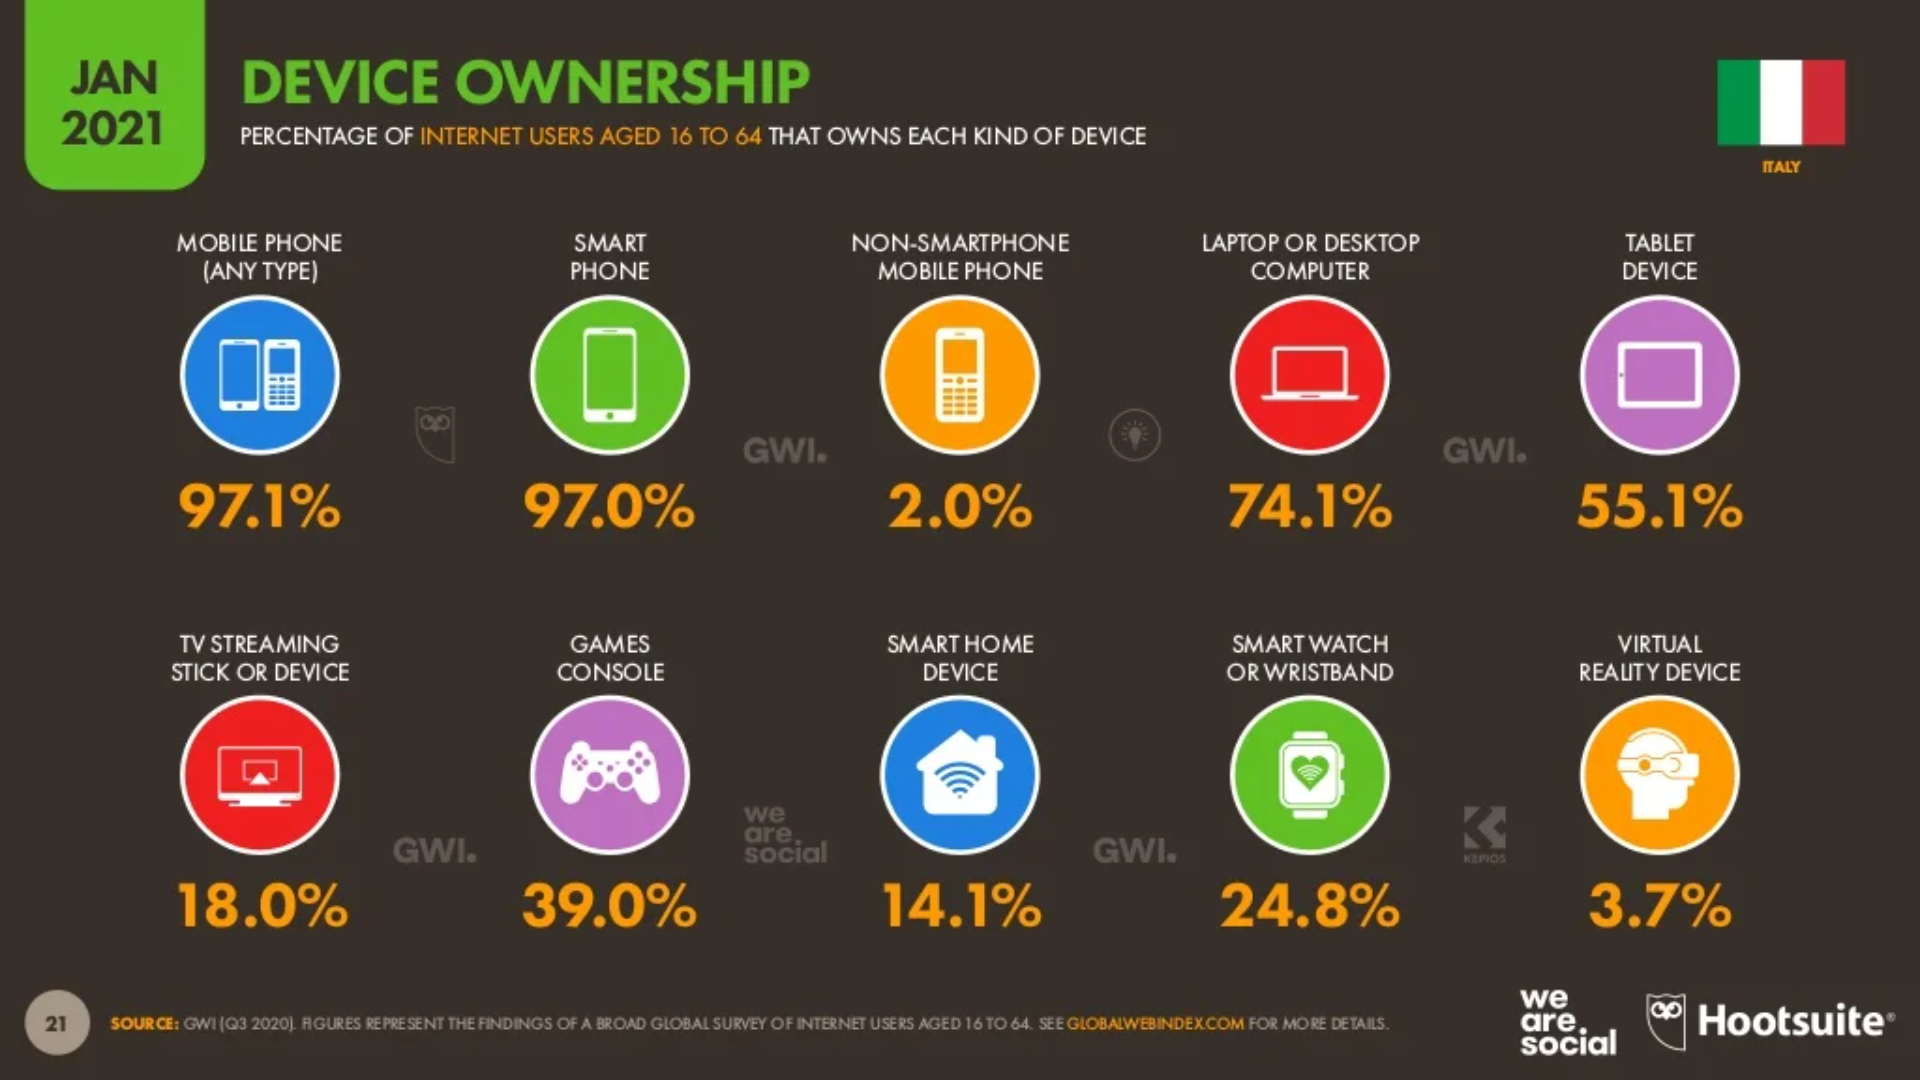 JAN
2021
DEVICE OWNERSHIP
PERCENTAGE OF INTERNET USERS AGED 16 TO 64 THAT OWNS EACH KIND OF DEVICE
ITALY
MOBILE PHONE
(ANY TYPE)
97.1%
SMART
PHONE
97.0%
NON-SMARTPHONE
MOBILE PHONE
2.0%
LAPTOP OR DESKTOP
COMPUTER
74.1%
TABLET
DEVICE
55.1%
GWI.
GWI.
TV STREAMING
STICK OR DEVICE
18.0%
GAMES
CONSOLE
39.0%
SMART HOME
DEVICE
14.1%
SMART WATCH
OR WRISTBAND
24.8%
VIRTUAL
REALITY DEVICE
3.7%
GWI.
we
are.
social
GWI.
KEPIOS
21
SOURCE: GWI (Q3 2020). FIGURES REPRESENT THE FINDINGS OF A BROAD GLOBAL SURVEY OF INTERNET USERS AGED 16 TO 64. SEE GLOBALWEBINDEX.COM FOR MORE DETAILS.
we
are.
social
Hootsuite®